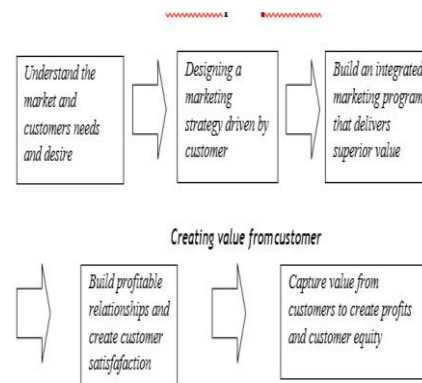 Understand the
market and
customers needs
and desire
Designing a
marketing
strategy driven by
customer
Build an integrated
marketing program
that delivers
superior value
Creating value from customer
Build profitable
relationships and
create customer
satisfafaction
Capture value from
customers to create profits
and customer equity